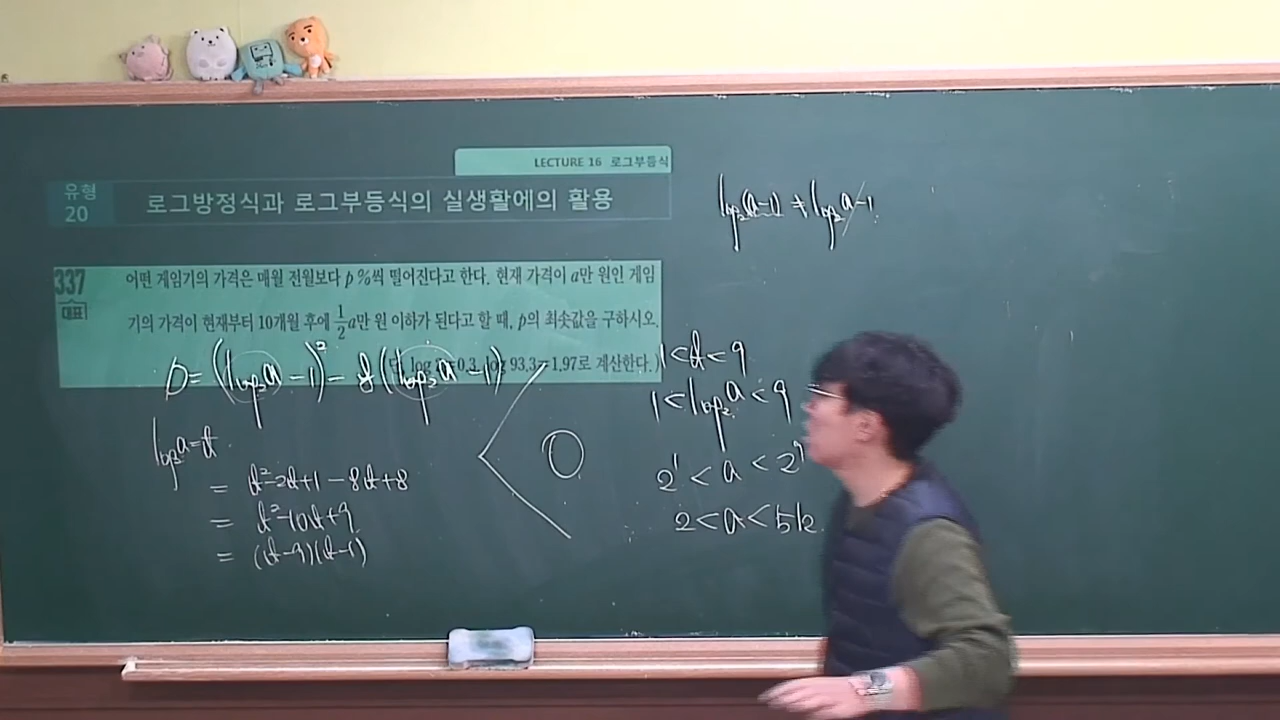 LECTURE 16 로그부등식
유형 20
로그방정식과 로그부등식의 실생활에의 활용
log₂(a-1) ≠ log₂a-1
337
대표
어떤 게임기의 가격은 매월 전월보다 p %씩 떨어진다고 한다. 현재 가격이 a만 원인 게임
기의 가격이 현재부터 10개월 후에 1/2 a만 원 이하가 된다고 할 때, p의 최솟값을 구하시오.
log 0.3, log 93.3=1.97로 계산한다.)
D = (log₂a - 1)² - 8(log₂a - 1) < 0
log₂a = t
= t² - 2t + 1 - 8t + 8
= t² - 10t + 9
= (t-9)(t-1)
1 < t < 9
1 < log₂a < 9
2¹ < a < 2⁹
2 < a < 512.